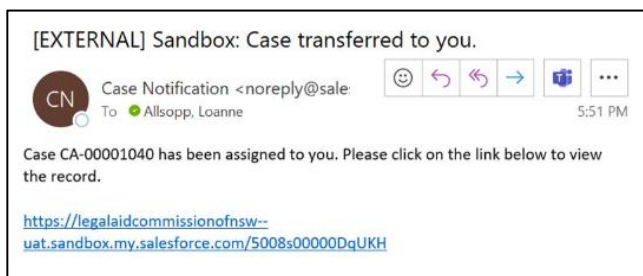 [EXTERNAL] Sandbox: Case transferred to you.
CN
Case Notification <noreply@sale
To Allsopp, Loanne
5:51 PM
Case CA-00001040 has been assigned to you. Please click on the link below to view
the record.
https://legalaidcommissionofnsw--
uat.sandbox.my.salesforce.com/5008s00000DqUKH